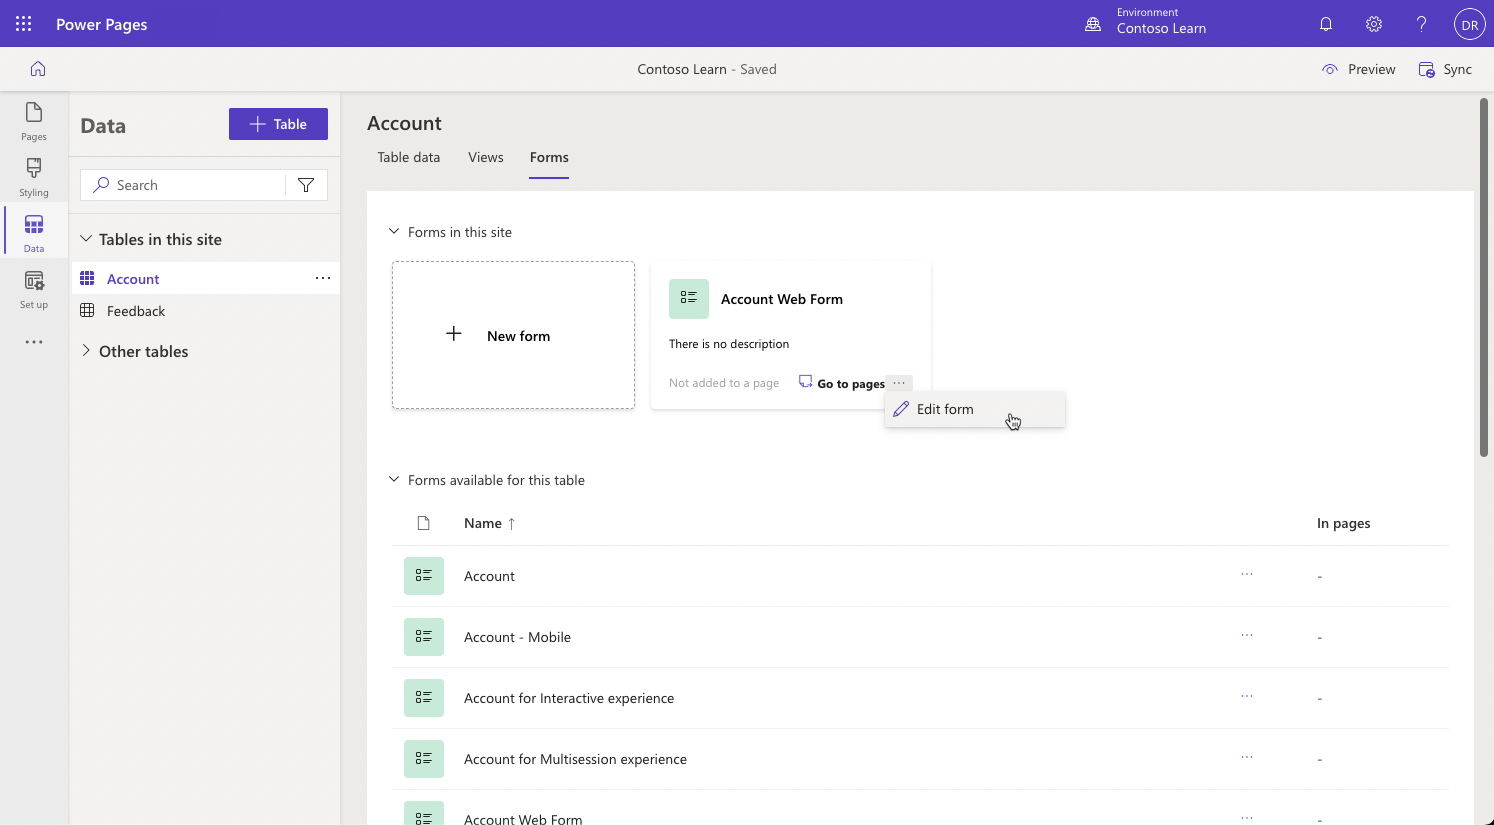 Power Pages
Environment
Contoso Learn
?
DR
Contoso Learn - Saved
Preview
Sync
Pages
Styling
Data
Set up
Data
+ Table
Search
Tables in this site
Account
Feedback
Other tables
Account
Table data
Views
Forms
Forms in this site
+ New form
Account Web Form
There is no description
Not added to a page
Go to pages
Edit form
Forms available for this table
Name ↑
In pages
Account
-
Account - Mobile
-
Account for Interactive experience
-
Account for Multisession experience
-
Account Web Form
-